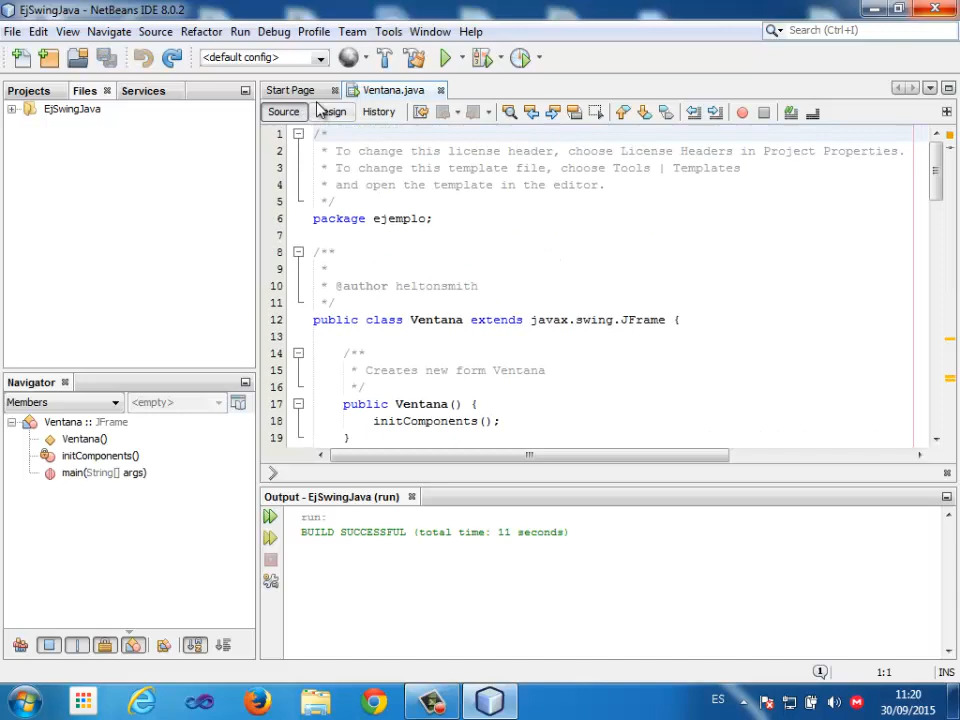 EjSwingJava - NetBeans IDE 8.0.2
File Edit View Navigate Source Refactor Run Debug Profile Team Tools Window Help
Search (Ctrl+I)
<default config>
Projects Files Services
Start Page Ventana.java
EjSwingJava
Source Design History
1 /*
2 * To change this license header, choose License Headers in Project Properties.
3 * To change this template file, choose Tools | Templates
4 * and open the template in the editor.
5 */
6 package ejemplo;
7
8 /**
9 *
10 * @author heltonsmith
11 */
12 public class Ventana extends javax.swing.JFrame {
13
14 /**
15 * Creates new form Ventana
16 */
17 public Ventana() {
18 initComponents();
19 }
Navigator
Members <empty>
Ventana :: JFrame
Ventana()
initComponents()
main(String[] args)
Output - EjSwingJava (run)
run:
BUILD SUCCESSFUL (total time: 11 seconds)
1:1 INS
ES
11:20
30/09/2015